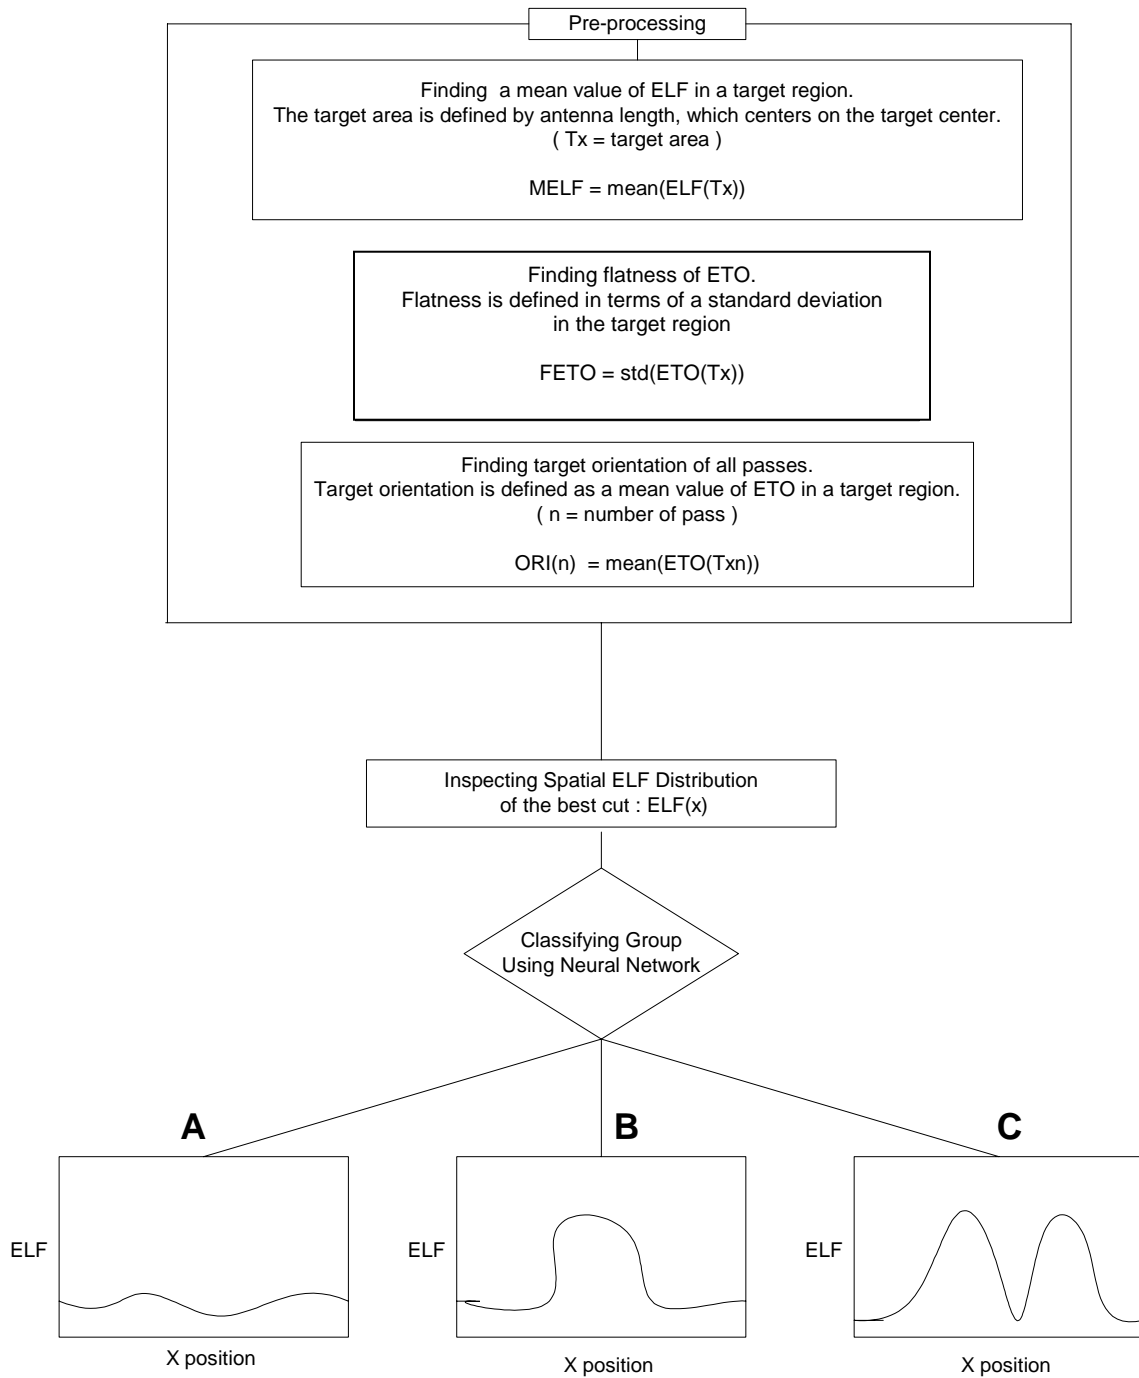 Pre-processing
Finding a mean value of ELF in a target region.
The target area is defined by antenna length, which centers on the target center.
( Tx = target area )
MELF = mean(ELF(Tx))
Finding flatness of ETO.
Flatness is defined in terms of a standard deviation
in the target region
FETO = std(ETO(Tx))
Finding target orientation of all passes.
Target orientation is defined as a mean value of ETO in a target region.
( n = number of pass )
ORI(n) = mean(ETO(Txn))
Inspecting Spatial ELF Distribution
of the best cut : ELF(x)
Classifying Group
Using Neural Network
A
B
C
ELF
ELF
ELF
X position
X position
X position